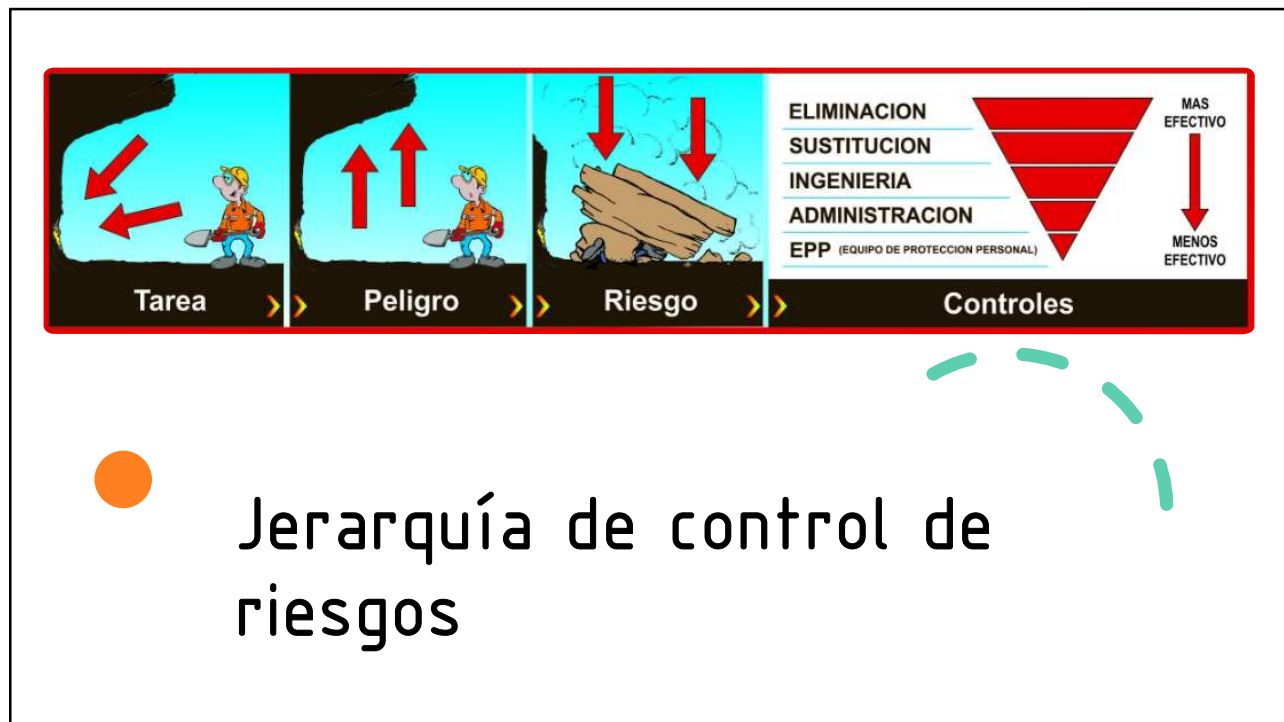 ELIMINACION
SUSTITUCION
INGENIERIA
ADMINISTRACION
EPP (EQUIPO DE PROTECCION PERSONAL)
MAS
EFECTIVO
MENOS
EFECTIVO
Tarea
Peligro
Riesgo
Controles
Jerarquía de control de
riesgos